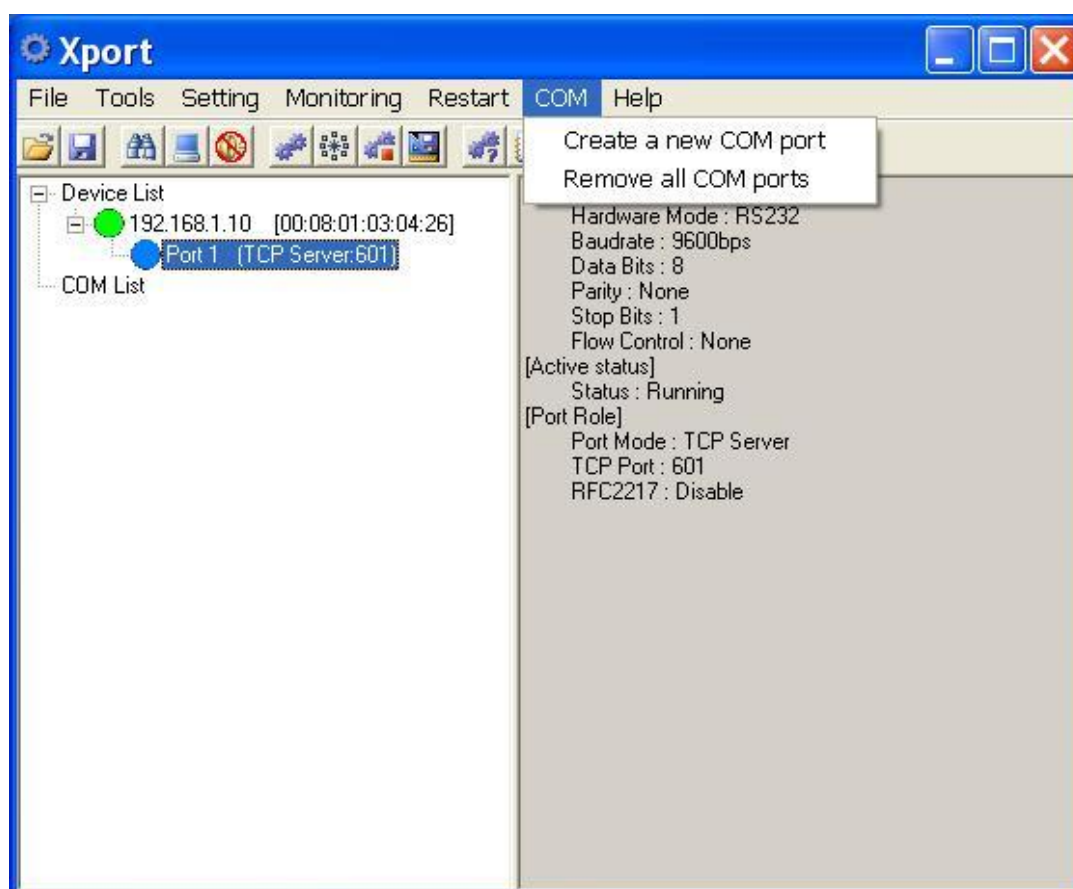 Xport
File Tools Setting Monitoring Restart COM Help
Create a new COM port
Remove all COM ports
Device List
192.168.1.10 [00:08:01:03:04:26]
Port 1 (TCP Server:601)
COM List
Hardware Mode : RS232
Baudrate : 9600bps
Data Bits : 8
Parity : None
Stop Bits : 1
Flow Control : None
[Active status]
Status : Running
[Port Role]
Port Mode : TCP Server
TCP Port : 601
RFC2217 : Disable